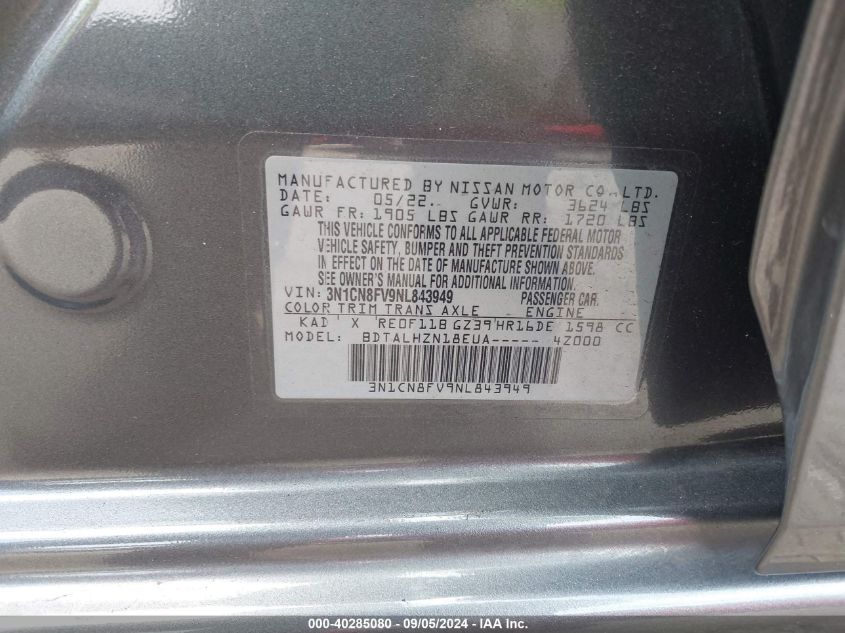 MANUFACTURED BY NISSAN MOTOR CO.,LTD.
DATE: 05/22 GVWR: 3624 LBS
GAWR FR: 1905 LBS GAWR RR: 1720 LBS
THIS VEHICLE CONFORMS TO ALL APPLICABLE FEDERAL MOTOR
VEHICLE SAFETY, BUMPER AND THEFT PREVENTION STANDARDS
IN EFFECT ON THE DATE OF MANUFACTURE SHOWN ABOVE.
SEE OWNER'S MANUAL FOR ADDITIONAL INFORMATION
VIN: 3N1CN8FV9NL843949 PASSENGER CAR.
COLOR TRIM TRANS AXLE ENGINE
KAD X RE0F11B GZ39 HR16DE 1598 CC
MODEL: BDTALHZN18EUA----- 4Z000
3N1CN8FV9NL843949
000-40285080 - 09/05/2024 - IAA Inc.